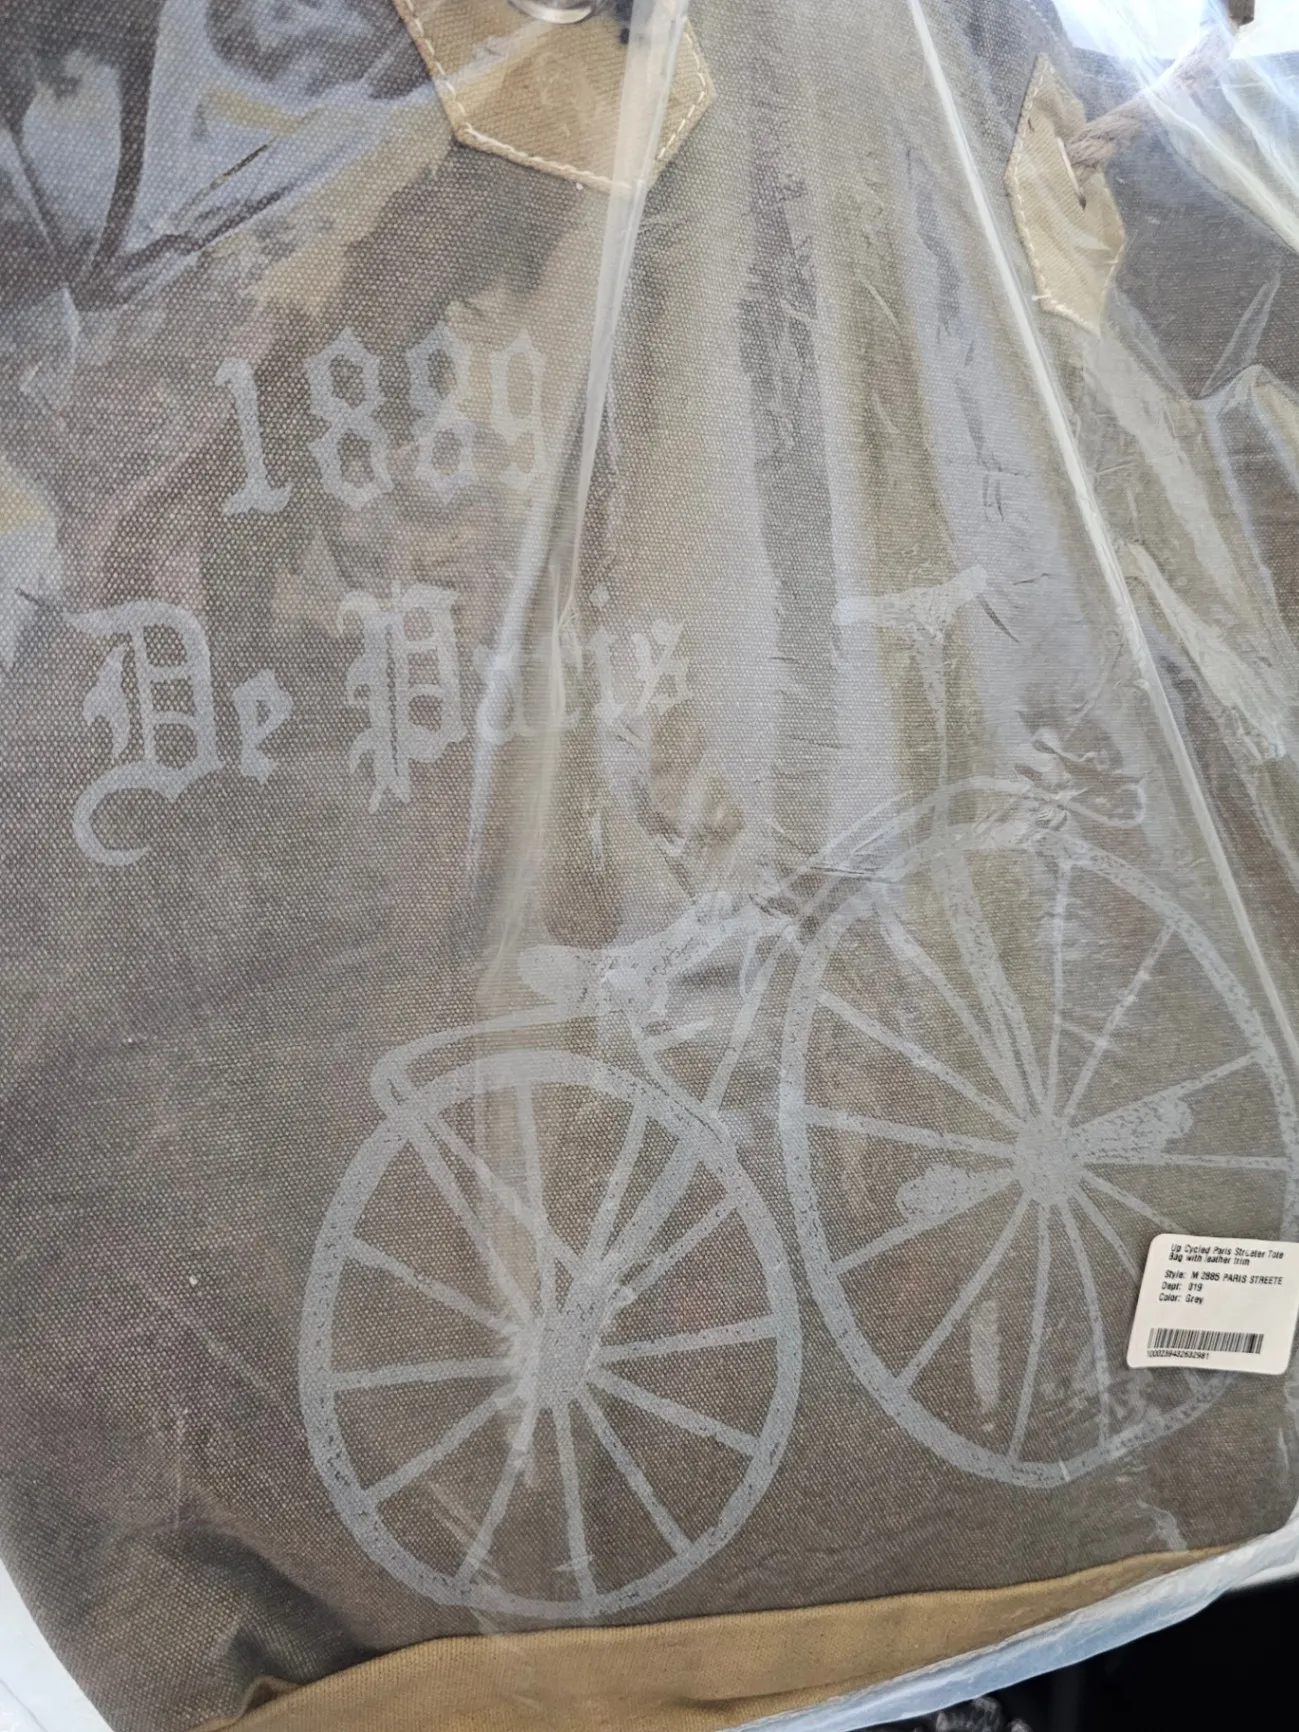 1889
De Paris
Up Cycled Paris Streeter Tote
Bag with leather trim
Style: M 2885 PARIS STREETE
Dept: 019
Color: Grey